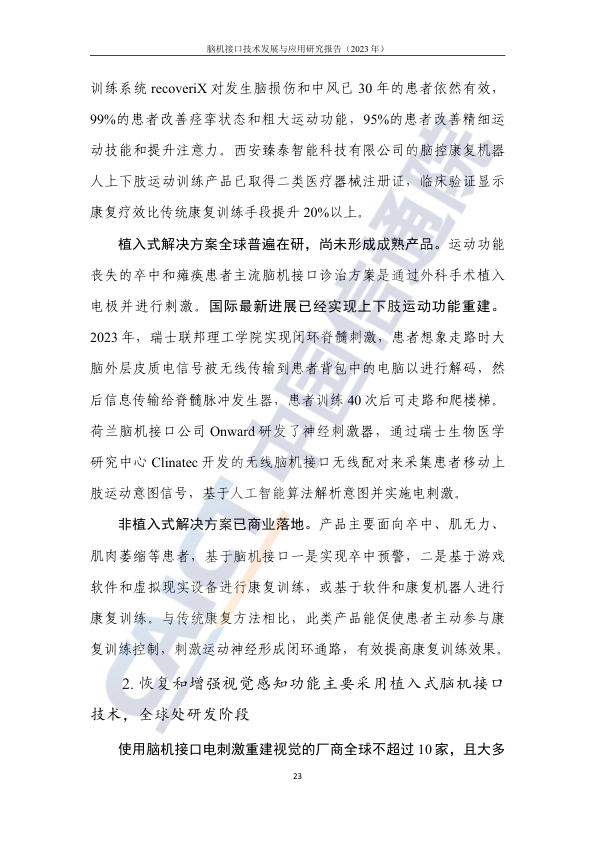 脑机接口技术发展与应用研究报告（2023 年）
训练系统 recoveriX 对发生脑损伤和中风已 30 年的患者依然有效，
99%的患者改善痉挛状态和粗大运动功能，95%的患者改善精细运
动技能和提升注意力。西安臻泰智能科技有限公司的脑控康复机器
人上下肢运动训练产品已取得二类医疗器械注册证，临床验证显示
康复疗效比传统康复训练手段提升 20%以上。
植入式解决方案全球普遍在研，尚未形成成熟产品。运动功能
丧失的卒中和瘫痪患者主流脑机接口诊治方案是通过外科手术植入
电极并进行刺激。国际最新进展已经实现上下肢运动功能重建。
2023 年，瑞士联邦理工学院实现闭环脊髓刺激，患者想象走路时大
脑外层皮质电信号被无线传输到患者背包中的电脑以进行解码，然
后信息传输给脊髓脉冲发生器，患者训练 40 次后可走路和爬楼梯。
荷兰脑机接口公司 Onward 研发了神经刺激器，通过瑞士生物医学
研究中心 Clinatec 开发的无线脑机接口无线配对来采集患者移动上
肢运动意图信号，基于人工智能算法解析意图并实施电刺激。
非植入式解决方案已商业落地。产品主要面向卒中、肌无力、
肌肉萎缩等患者，基于脑机接口一是实现卒中预警，二是基于游戏
软件和虚拟现实设备进行康复训练，或基于软件和康复机器人进行
康复训练。与传统康复方法相比，此类产品能促使患者主动参与康
复训练控制，刺激运动神经形成闭环通路，有效提高康复训练效果。
2. 恢复和增强视觉感知功能主要采用植入式脑机接口
技术，全球处研发阶段
使用脑机接口电刺激重建视觉的厂商全球不超过 10 家，且大多
23
CAICT 中国信通院